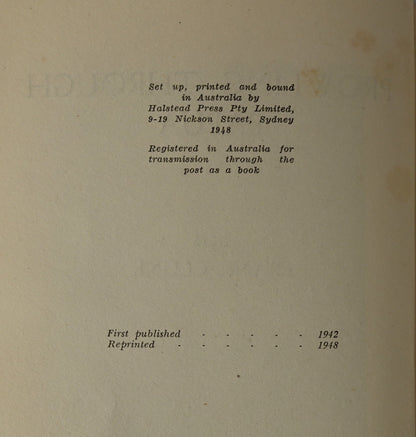 Set up, printed and bound
in Australia by
Halstead Press Pty Limited,
9-19 Nickson Street, Sydney
1948
Registered in Australia for
transmission through the
post as a book
First published - - - - - 1942
Reprinted - - - - - 1948